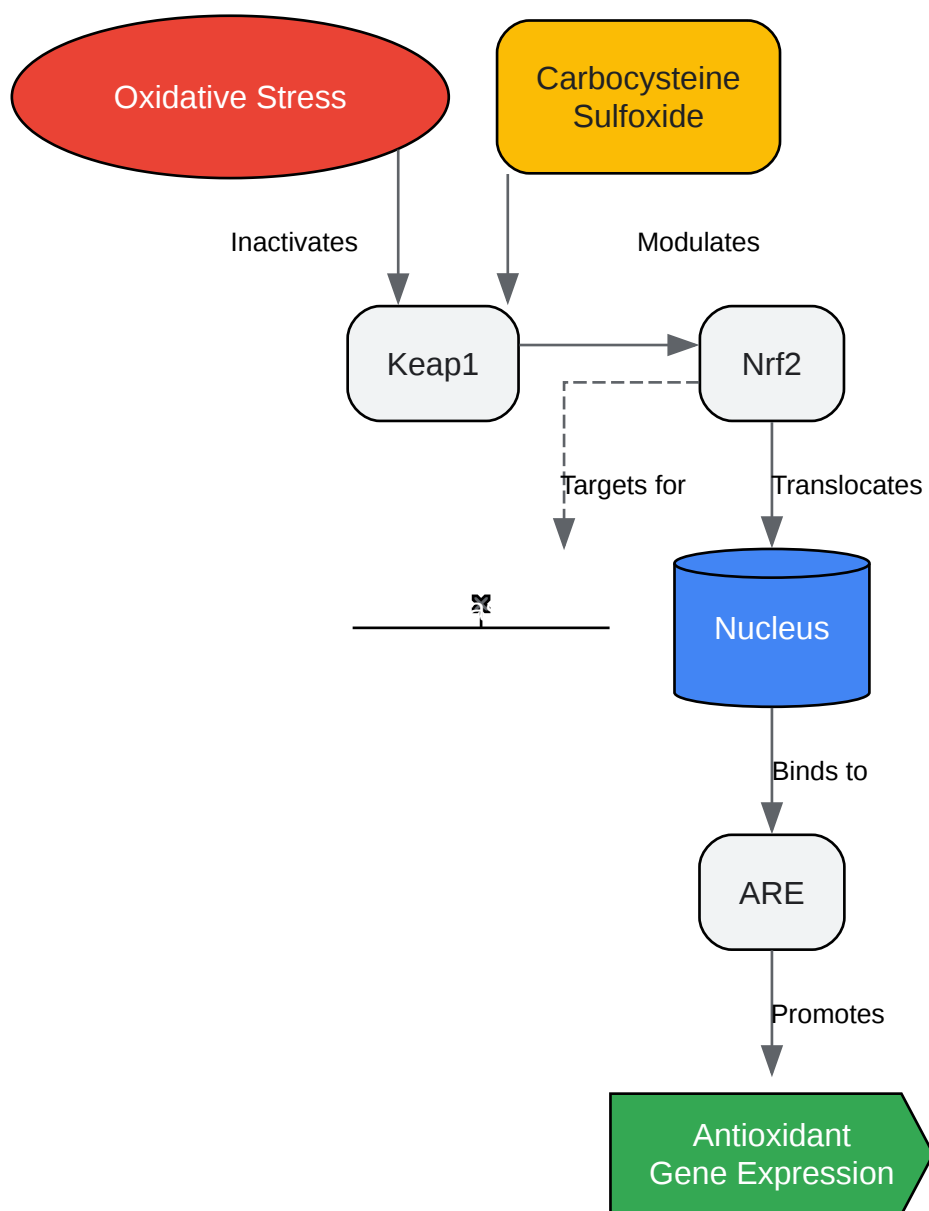 Oxidative Stress
Carbocysteine
Sulfoxide
Inactivates
Modulates
Keap1
Nrf2
Targets for
Translocates
Nucleus
Binds to
ARE
Promotes
Antioxidant
Gene Expression